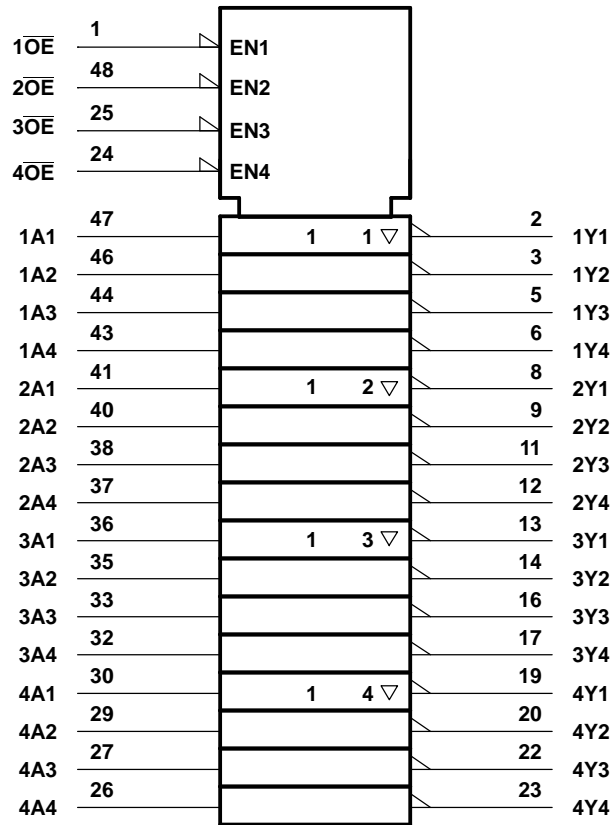 1O̅E̅ 1 EN1
2O̅E̅ 48 EN2
3O̅E̅ 25 EN3
4O̅E̅ 24 EN4
1A1 47 1 1 ▽ 2 1Y1
1A2 46 3 1Y2
1A3 44 5 1Y3
1A4 43 6 1Y4
2A1 41 1 2 ▽ 8 2Y1
2A2 40 9 2Y2
2A3 38 11 2Y3
2A4 37 12 2Y4
3A1 36 1 3 ▽ 13 3Y1
3A2 35 14 3Y2
3A3 33 16 3Y3
3A4 32 17 3Y4
4A1 30 1 4 ▽ 19 4Y1
4A2 29 20 4Y2
4A3 27 22 4Y3
4A4 26 23 4Y4